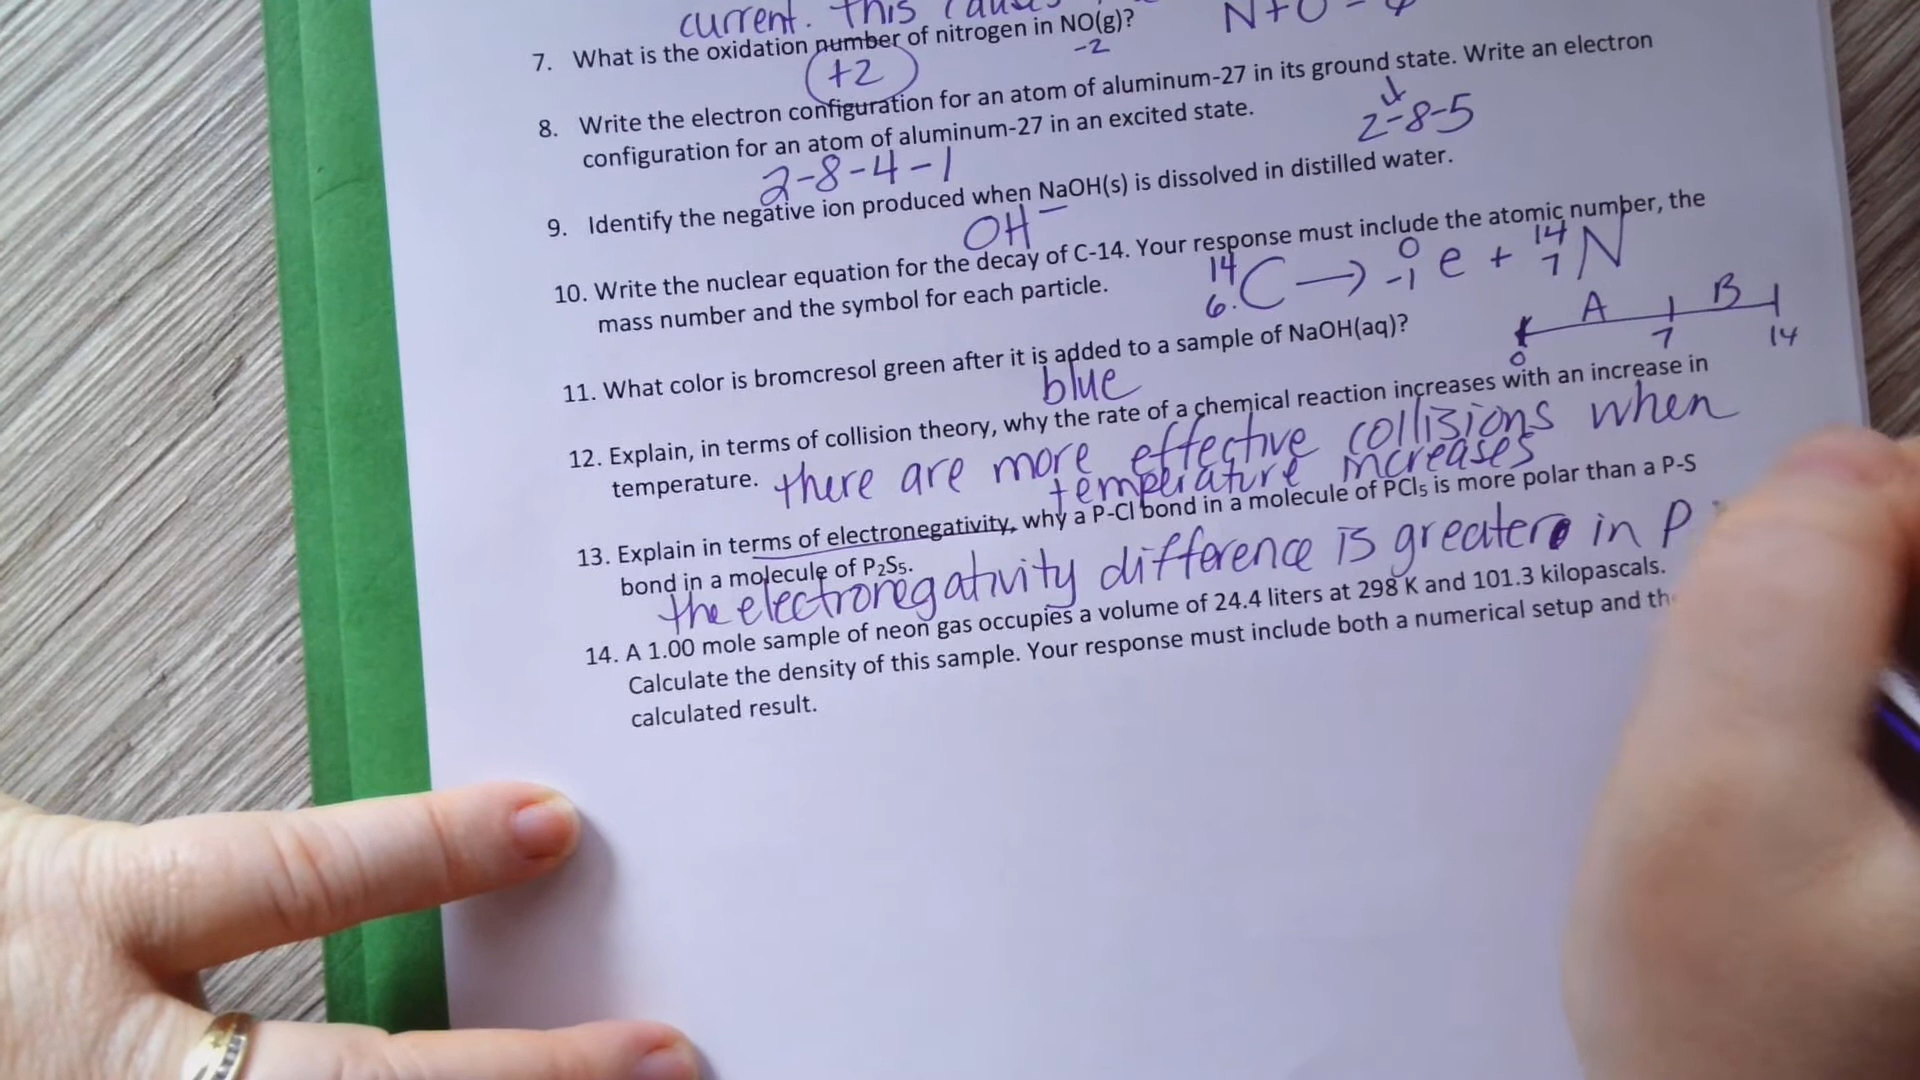 current. This
7. What is the oxidation number of nitrogen in NO(g)?
N+O=
-2
+2
8. Write the electron configuration for an atom of aluminum-27 in its ground state. Write an electron
configuration for an atom of aluminum-27 in an excited state.
2-8-5
2-8-4-1
9. Identify the negative ion produced when NaOH(s) is dissolved in distilled water.
OH⁻
10. Write the nuclear equation for the decay of C-14. Your response must include the atomic number, the
mass number and the symbol for each particle.
¹⁴₆C → ⁰₋₁e + ¹⁴₇N
A B
0 7 14
11. What color is bromcresol green after it is added to a sample of NaOH(aq)?
blue
12. Explain, in terms of collision theory, why the rate of a chemical reaction increases with an increase in
temperature.
there are more effective collisions when
temperature increases
13. Explain in terms of electronegativity, why a P-Cl bond in a molecule of PCl₅ is more polar than a P-S
bond in a molecule of P₂S₅.
the electronegativity difference is greater in P
14. A 1.00 mole sample of neon gas occupies a volume of 24.4 liters at 298 K and 101.3 kilopascals.
Calculate the density of this sample. Your response must include both a numerical setup and th
calculated result.